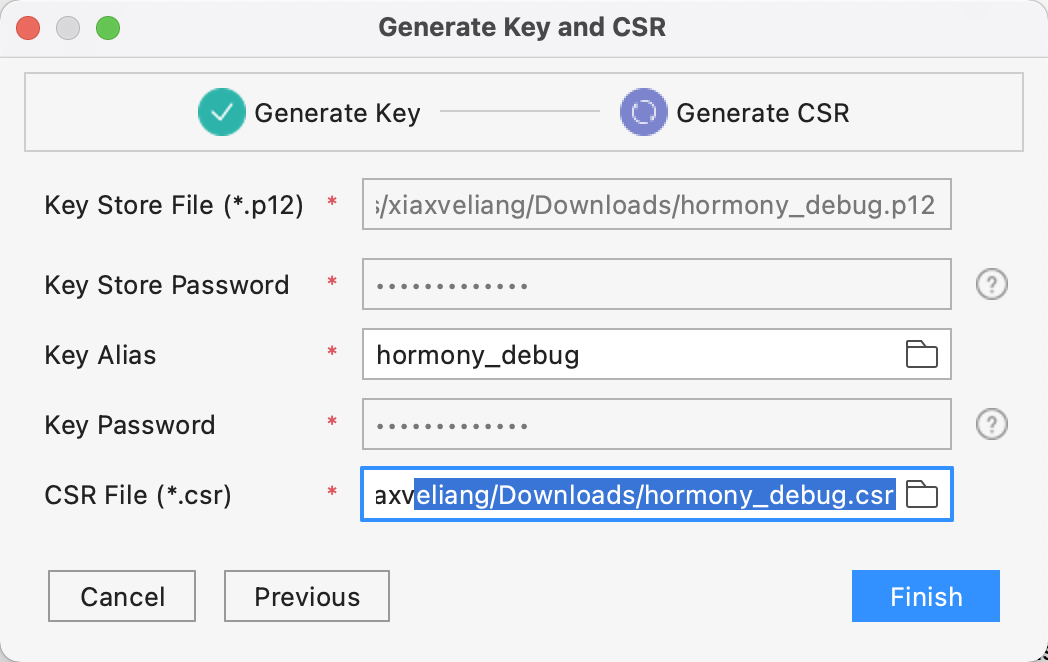 Generate Key and CSR
Generate Key Generate CSR
Key Store File (*.p12) * s/xiaxveliang/Downloads/hormony_debug.p12
Key Store Password * ••••••••••••• ?
Key Alias * hormony_debug
Key Password * ••••••••••••• ?
CSR File (*.csr) * axveliang/Downloads/hormony_debug.csr
Cancel Previous Finish